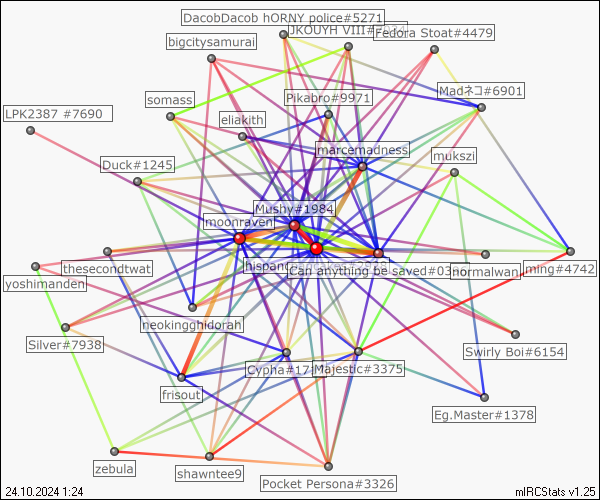 DacobDacob hORNY police#5271
JKOUYH VIII#
Fedora Stoat#4479
bigcitysamurai
Madネコ#6901
Pikabro#9971
somass
LPK2387 #7690
eliakith
marcemadness
mukszi
Duck#1245
Mushy#1984
moonraven
thesecondtwat
hispan
Can anything be saved#03
normalwan
ming#4742
yoshimanden
neokingghidorah
Silver#7938
Swirly Boi#6154
Cypha#17
Majestic#3375
frisout
Eg.Master#1378
zebula
shawntee9
Pocket Persona#3326
24.10.2024 1:24
mIRCStats v1.25